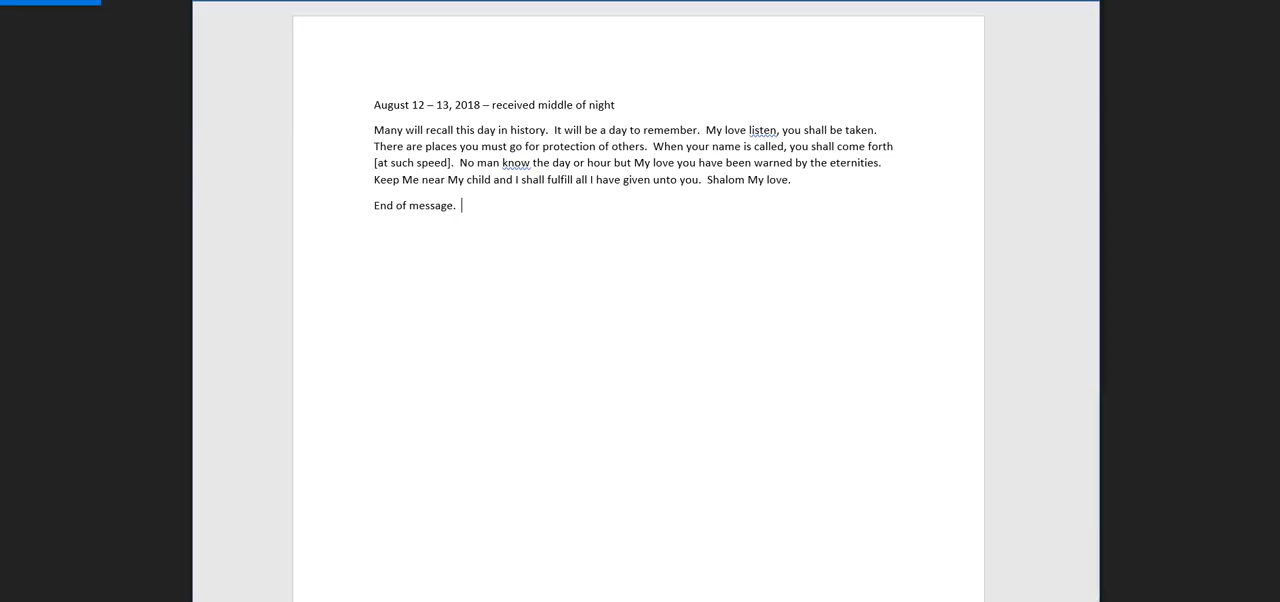 August 12 – 13, 2018 – received middle of night
Many will recall this day in history.  It will be a day to remember.  My love listen, you shall be taken.
There are places you must go for protection of others.  When your name is called, you shall come forth
[at such speed].  No man know the day or hour but My love you have been warned by the eternities.
Keep Me near My child and I shall fulfill all I have given unto you.  Shalom My love.
End of message.